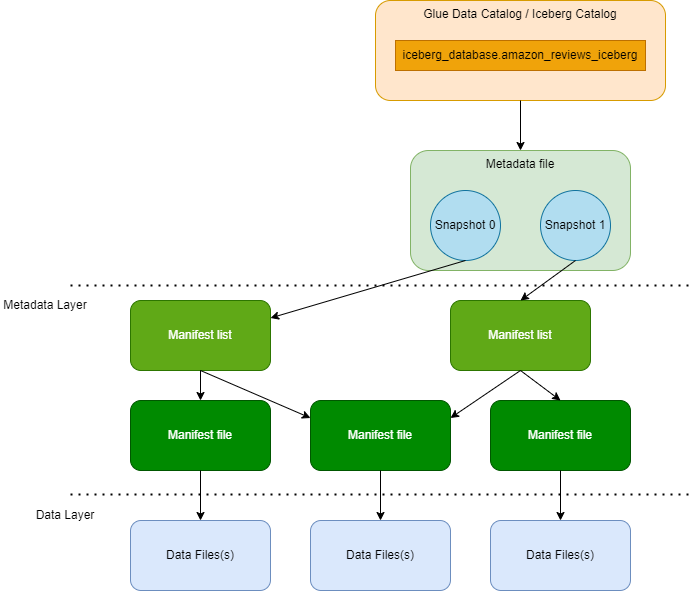 Glue Data Catalog / Iceberg Catalog
iceberg_database.amazon_reviews_iceberg
Metadata file
Snapshot 0
Snapshot 1
Metadata Layer
Manifest list
Manifest list
Manifest file
Manifest file
Manifest file
Data Layer
Data Files(s)
Data Files(s)
Data Files(s)